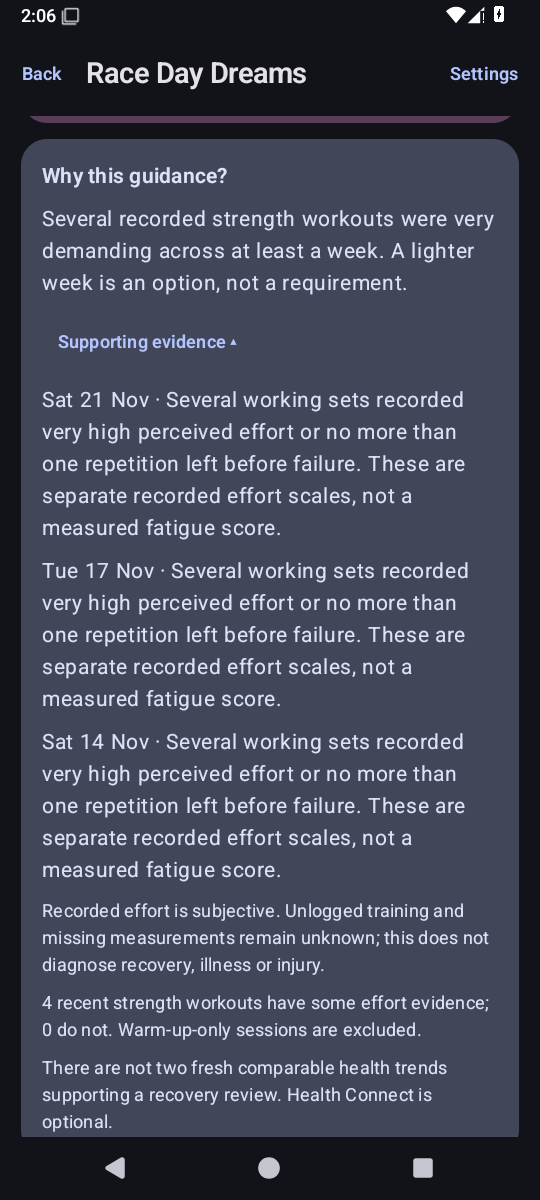 2:06
Back
Race Day Dreams
Settings
Why this guidance?
Several recorded strength workouts were very
demanding across at least a week. A lighter
week is an option, not a requirement.
Supporting evidence ▴
Sat 21 Nov · Several working sets recorded
very high perceived effort or no more than
one repetition left before failure. These are
separate recorded effort scales, not a
measured fatigue score.
Tue 17 Nov · Several working sets recorded
very high perceived effort or no more than
one repetition left before failure. These are
separate recorded effort scales, not a
measured fatigue score.
Sat 14 Nov · Several working sets recorded
very high perceived effort or no more than
one repetition left before failure. These are
separate recorded effort scales, not a
measured fatigue score.
Recorded effort is subjective. Unlogged training and
missing measurements remain unknown; this does not
diagnose recovery, illness or injury.
4 recent strength workouts have some effort evidence;
0 do not. Warm-up-only sessions are excluded.
There are not two fresh comparable health trends
supporting a recovery review. Health Connect is
optional.